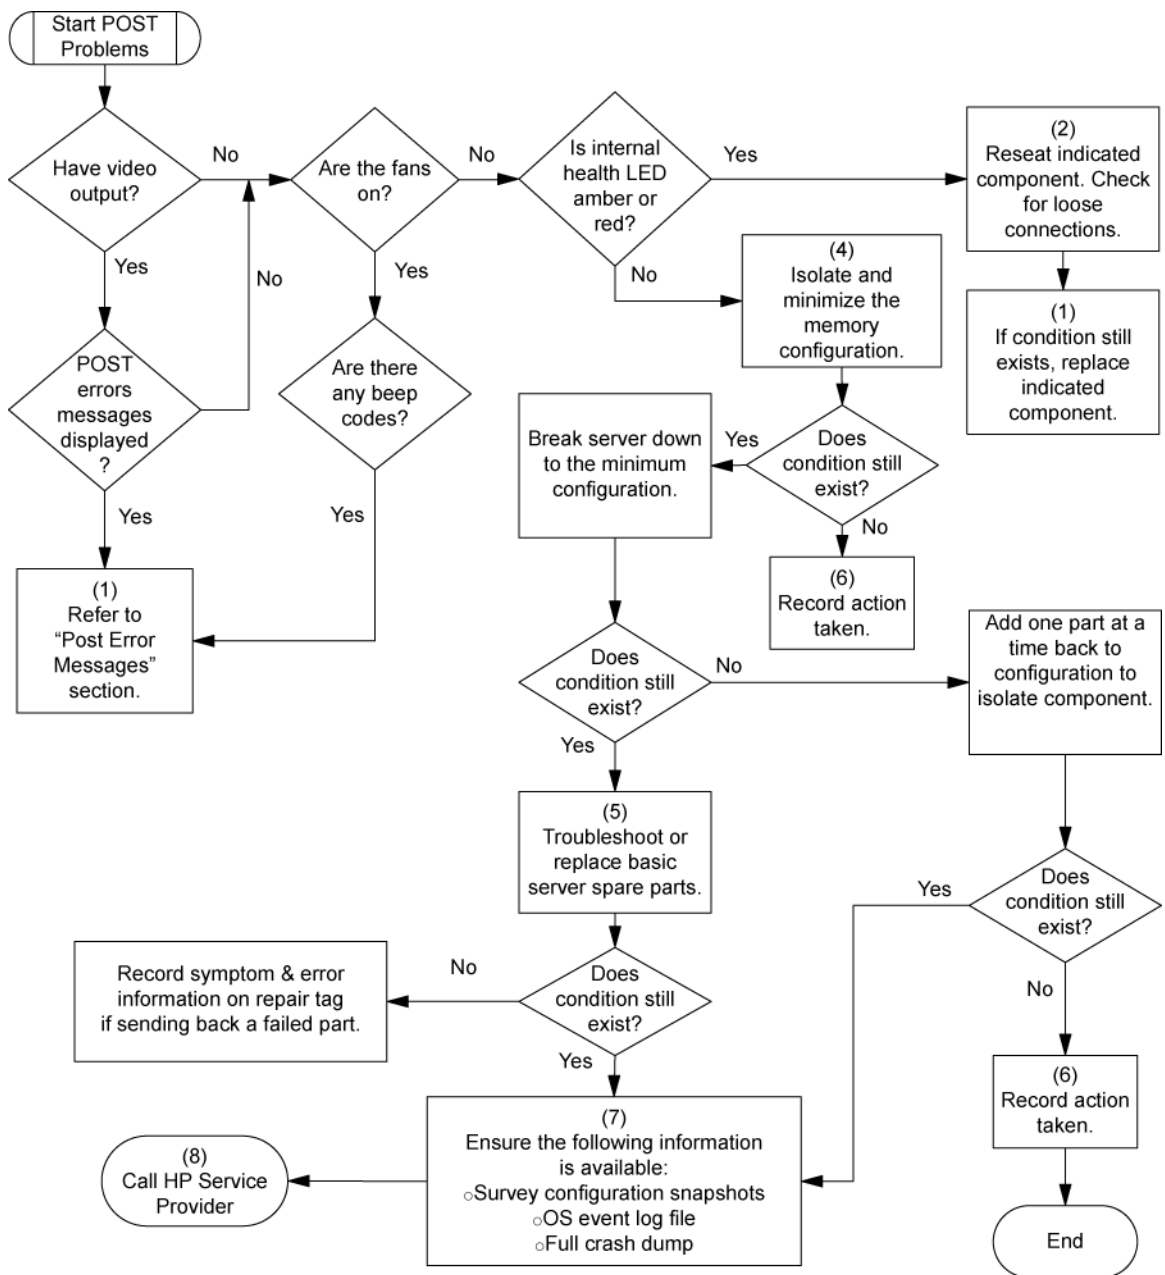 Start POST
Problems
Have video
output?
No
Yes
POST
errors
messages
displayed
?
No
Yes
(1)
Refer to
“Post Error
Messages”
section.
Are the fans
on?
No
Yes
Are there
any beep
codes?
Yes
Is internal
health LED
amber or
red?
Yes
No
(2)
Reseat indicated
component. Check
for loose
connections.
(1)
If condition still
exists, replace
indicated
component.
(4)
Isolate and
minimize the
memory
configuration.
Does
condition still
exist?
Yes
No
(6)
Record action
taken.
Break server down
to the minimum
configuration.
Does
condition still
exist?
No
Yes
Add one part at a
time back to
configuration to
isolate component.
Does
condition still
exist?
Yes
No
(6)
Record action
taken.
End
(5)
Troubleshoot or
replace basic
server spare parts.
Does
condition still
exist?
No
Yes
Record symptom & error
information on repair tag
if sending back a failed part.
(7)
Ensure the following information
is available:
○Survey configuration snapshots
○OS event log file
○Full crash dump
(8)
Call HP Service
Provider